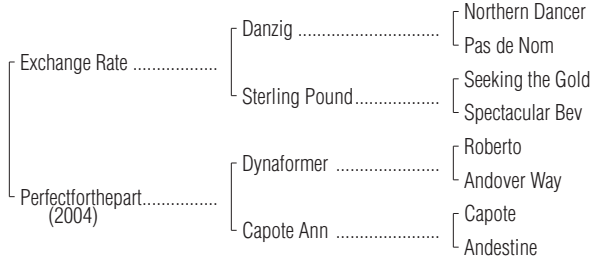 Northern Dancer
Danzig ..............................
Pas de Nom
Exchange Rate .................
Seeking the Gold
Sterling Pound..................
Spectacular Bev
Roberto
Dynaformer ......................
Andover Way
Perfectforthepart...............
(2004)
Capote
Capote Ann ......................
Andestine